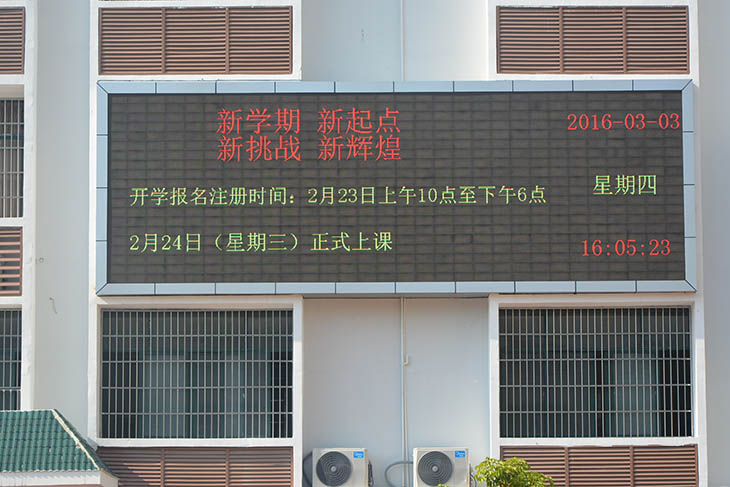 新学期 新起点
新挑战 新辉煌
2016-03-03
开学报名注册时间：2月23日上午10点至下午6点
星期四
2月24日（星期三）正式上课
16:05:23